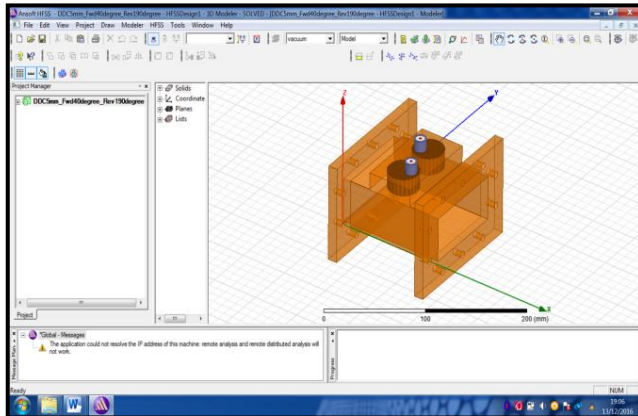 Ansoft HFSS - DDC5mm_Fwd40degree_Rev190degree - HFSSDesign1 - 3D Modeler - SOLVED - [DDC5mm_Fwd40degree_Rev190degree - HFSSDesign1 - Modeler]
File Edit View Project Draw Modeler HFSS Tools Window Help
vacuum Model
Project Manager
DDC5mm_Fwd40degree_Rev190degree
Solids
Coordinate
Planes
Lists
Z
Y
X
0 100 200 (mm)
Project
*Global - Messages
The application could not resolve the IP address of this machine: remote analysis and remote distributed analysis will
not work.
Progress
Ready
NUM
19:06
13/12/2016